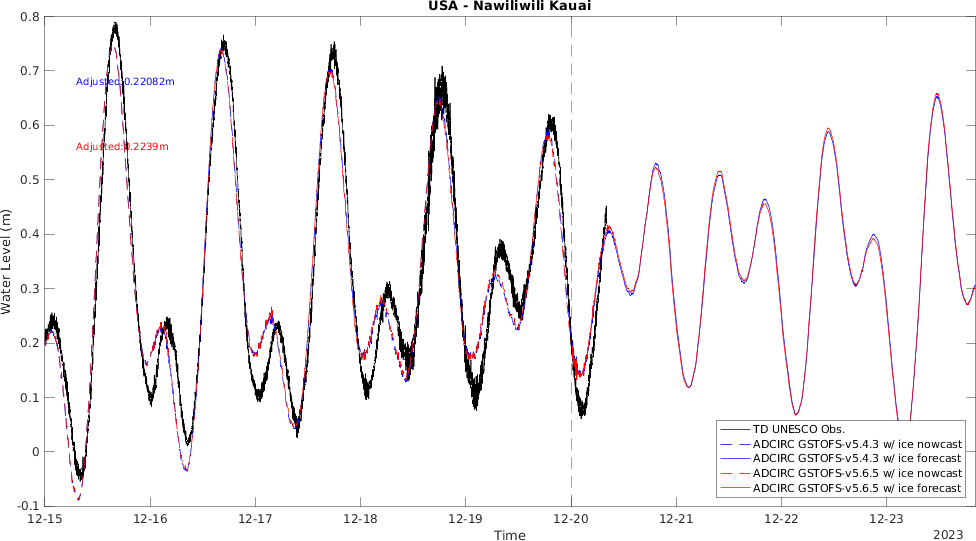 USA - Nawiliwili Kauai
0.8
0.7
Adjusted:0.22082m
0.6
Adjusted:0.2239m
0.5
0.4
0.3
0.2
0.1
0
-0.1
Water Level (m)
TD UNESCO Obs.
ADCIRC GSTOFS-v5.4.3 w/ ice nowcast
ADCIRC GSTOFS-v5.4.3 w/ ice forecast
ADCIRC GSTOFS-v5.6.5 w/ ice nowcast
ADCIRC GSTOFS-v5.6.5 w/ ice forecast
12-15 12-16 12-17 12-18 12-19 12-20 12-21 12-22 12-23
Time
2023